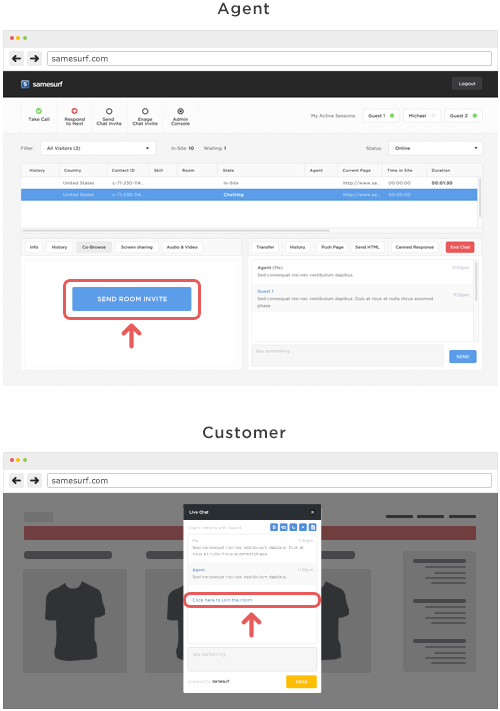 Agent
samesurf.com
S samesurf
Logout
Take Call
Respond to Next
Send Chat Invite
Enage Chat Invite
Admin Console
My Active Sessions
Guest 1
Michael
Guest 2
Filter
All Visitors (2)
In-Site: 10
Waiting: 1
Status:
Online
History Country Contact ID Skill Room State Agent Current Page Time in Site Duration
United States c-71-230-114.. In-Site http://www.sa.. 00:00:00 00:01:30
United States c-71-230-114.. Chatting http://www.sa.. 00:00:00
Info History Co-Browse Screen sharing Audio & Video
Transfer History Push Page Send HTML Canned Response End Chat
SEND ROOM INVITE
Agent (Me)
Sed consequat nisi nec vestibulum dapibus.
Guest 1
Sed consequat nisi nec vestibulum dapibus. Duis at risus et nulla rhcus euismod
phase
Say something...
SEND
Customer
samesurf.com
Live Chat
Me
Sed consequat nisi nec vestibulum dapibus. Duis at
risus at nulla rhcus euismod phase
Agent
Sed consequat nisi nec vestibulum dapibus.
Click here to join the room
Say something...
powered by samesurf
SEND